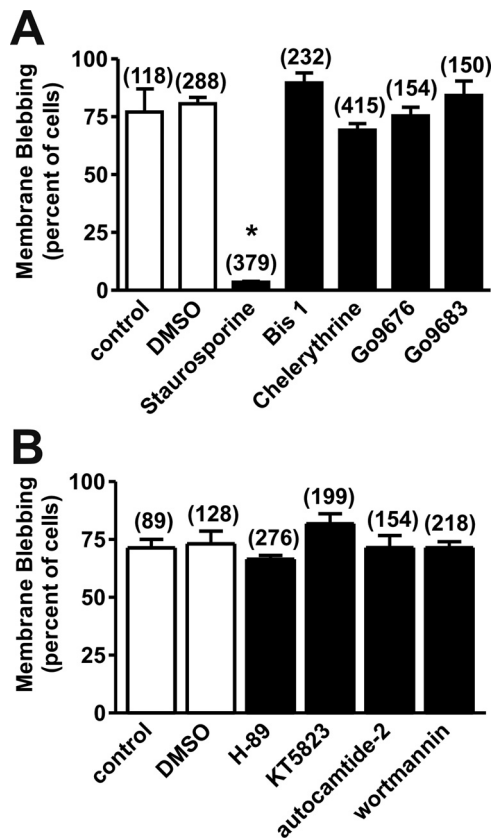 A
Membrane Blebbing
(percent of cells)
100
75
50
25
0
(118)
(288)
*
(379)
(232)
(415)
(154)
(150)
control
DMSO
Staurosporine
Bis 1
Chelerythrine
Go9676
Go9683
B
Membrane Blebbing
(percent of cells)
100
75
50
25
0
(89)
(128)
(276)
(199)
(154)
(218)
control
DMSO
H-89
KT5823
autocamtide-2
wortmannin